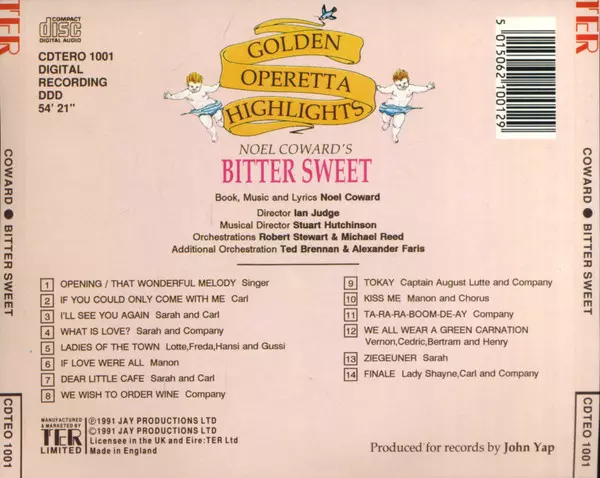 TER
COMPACT
disc
DIGITAL AUDIO
CDTERO 1001
DIGITAL
RECORDING
DDD
54' 21"
GOLDEN
OPERETTA
HIGHLIGHTS
5 015062 100129
NOEL COWARD'S
BITTER SWEET
Book, Music and Lyrics Noel Coward
Director Ian Judge
Musical Director Stuart Hutchinson
Orchestrations Robert Stewart & Michael Reed
Additional Orchestration Ted Brennan & Alexander Faris
1 OPENING / THAT WONDERFUL MELODY Singer
2 IF YOU COULD ONLY COME WITH ME Carl
3 I'LL SEE YOU AGAIN Sarah and Carl
4 WHAT IS LOVE? Sarah and Company
5 LADIES OF THE TOWN Lotte,Freda,Hansi and Gussi
6 IF LOVE WERE ALL Manon
7 DEAR LITTLE CAFE Sarah and Carl
8 WE WISH TO ORDER WINE Company
9 TOKAY Captain August Lutte and Company
10 KISS ME Manon and Chorus
11 TA-RA-RA-BOOM-DE-AY Company
12 WE ALL WEAR A GREEN CARNATION
Vernon,Cedric,Bertram and Henry
13 ZIEGEUNER Sarah
14 FINALE Lady Shayne,Carl and Company
MANUFACTURED
& MARKETED BY
TER
LIMITED
℗1991 JAY PRODUCTIONS LTD
©1991 JAY PRODUCTIONS LTD
Licensee in the UK and Eire:TER Ltd
Made in England
Produced for records by John Yap
COWARD ● BITTER SWEET
CDTEO 1001
TER
COWARD ● BITTER SWEET
CDTEO 1001